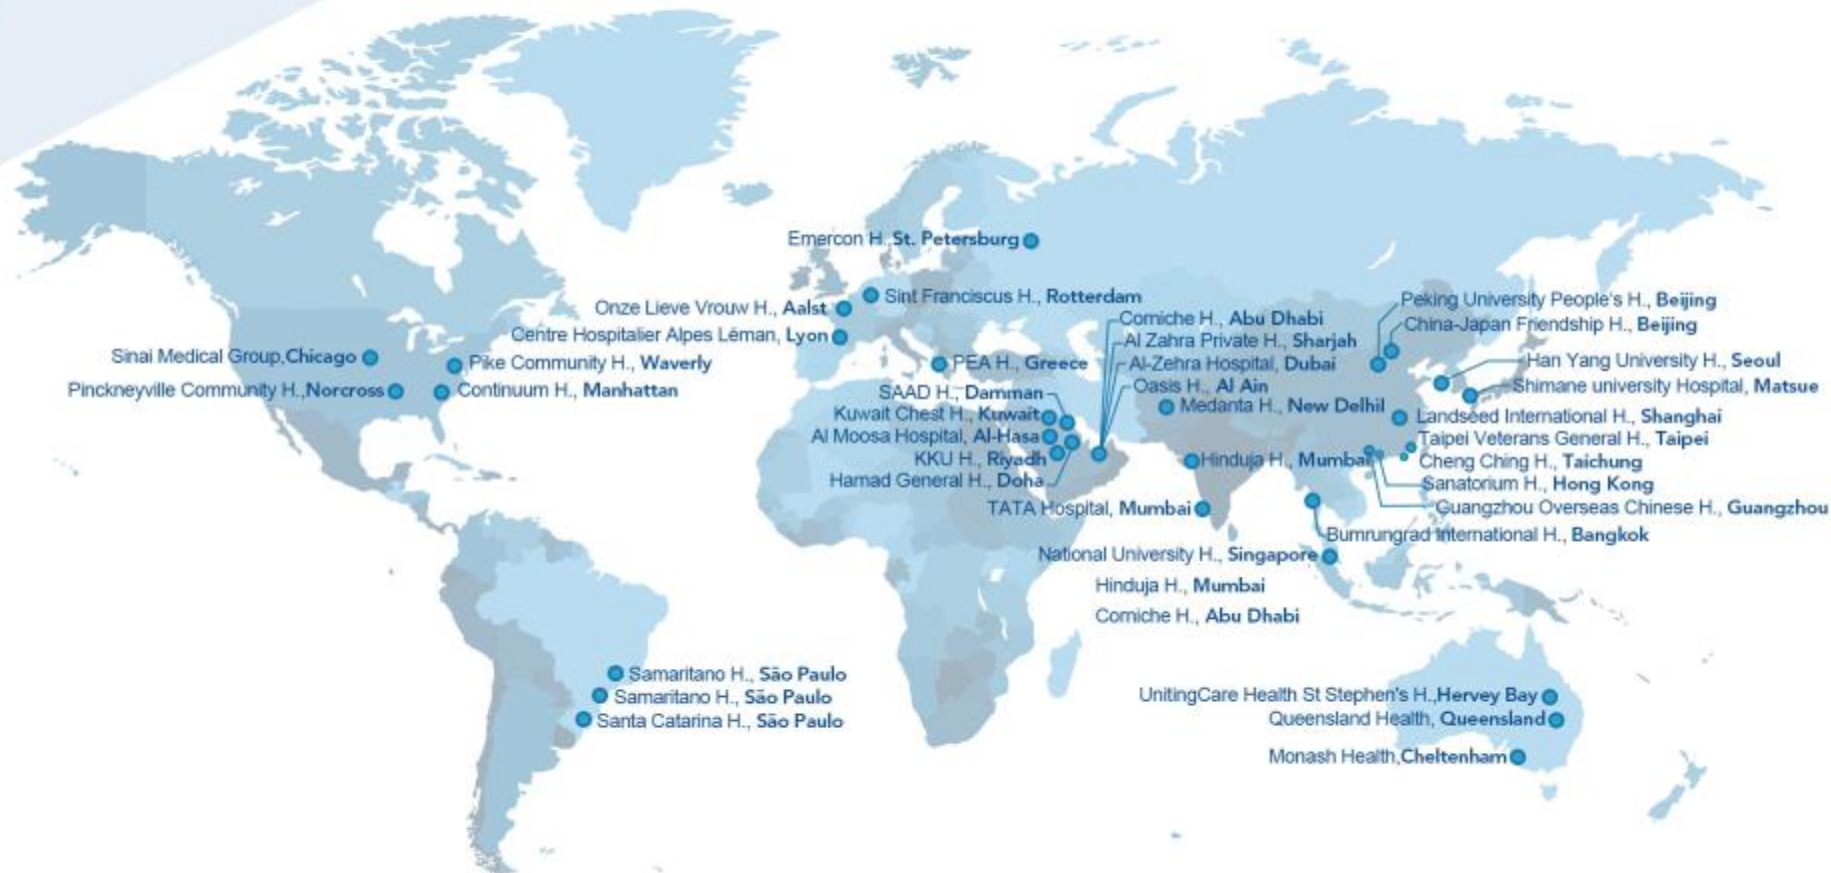 Emercon H.,St. Petersburg
Onze Lieve Vrouw H., Aalst
Sint Franciscus H., Rotterdam
Centre Hospitalier Alpes Léman, Lyon
Sinai Medical Group,Chicago
Pike Community H., Waverly
Pinckneyville Community H.,Norcross
Continuum H., Manhattan
PEA H., Greece
SAAD H., Damman
Kuwait Chest H., Kuwait
Al Moosa Hospital, Al-Hasa
KKU H., Riyadh
Hamad General H., Doha
Corniche H., Abu Dhabi
Al Zahra Private H., Sharjah
Al-Zehra Hospital, Dubai
Oasis H., Al Ain
Medanta H., New Delhil
Hinduja H., Mumbai
TATA Hospital, Mumbai
Peking University People's H., Beijing
China-Japan Friendship H., Beijing
Han Yang University H., Seoul
Shimane university Hospital, Matsue
Landseed International H., Shanghai
Taipei Veterans General H., Taipei
Cheng Ching H., Taichung
Sanatorium H., Hong Kong
Guangzhou Overseas Chinese H., Guangzhou
Bumrungrad International H., Bangkok
National University H., Singapore
Hinduja H., Mumbai
Corniche H., Abu Dhabi
Samaritano H., São Paulo
Samaritano H., São Paulo
Santa Catarina H., São Paulo
UnitingCare Health St Stephen's H.,Hervey Bay
Queensland Health, Queensland
Monash Health,Cheltenham